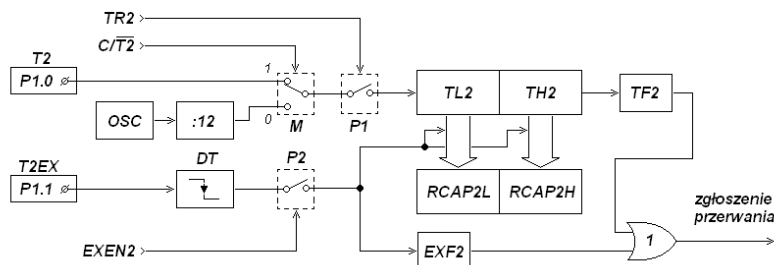 TR2
C/T2
T2
P1.0
1
OSC
:12
0
M
P1
TL2
TH2
TF2
T2EX
P1.1
DT
P2
RCAP2L
RCAP2H
EXEN2
EXF2
1
zgłoszenie
przerwania